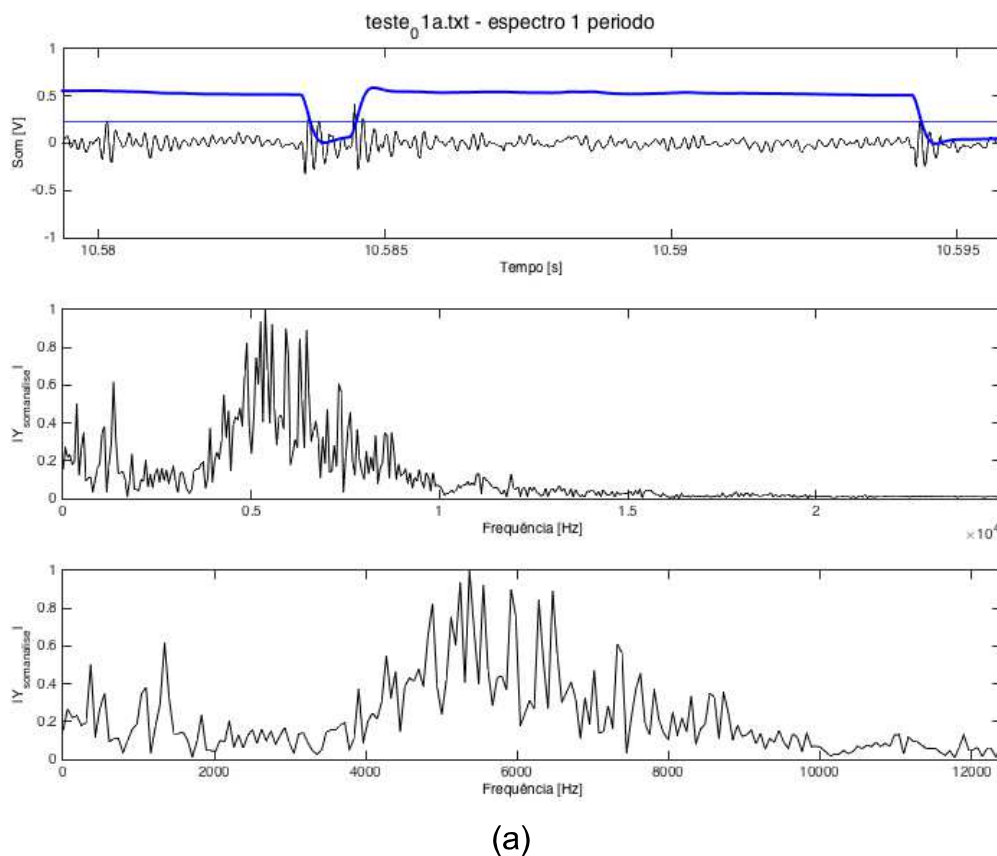 teste₀1a.txt - espectro 1 periodo
1
0.5
0
-0.5
-1
Som [V]
10.58 10.585 10.59 10.595
Tempo [s]
1
0.8
0.6
0.4
0.2
0
|Y_somanalise|
0 0.5 1 1.5 2
×10⁴
Frequência [Hz]
1
0.8
0.6
0.4
0.2
0
|Y_somanalise|
0 2000 4000 6000 8000 10000 12000
Frequência [Hz]
(a)